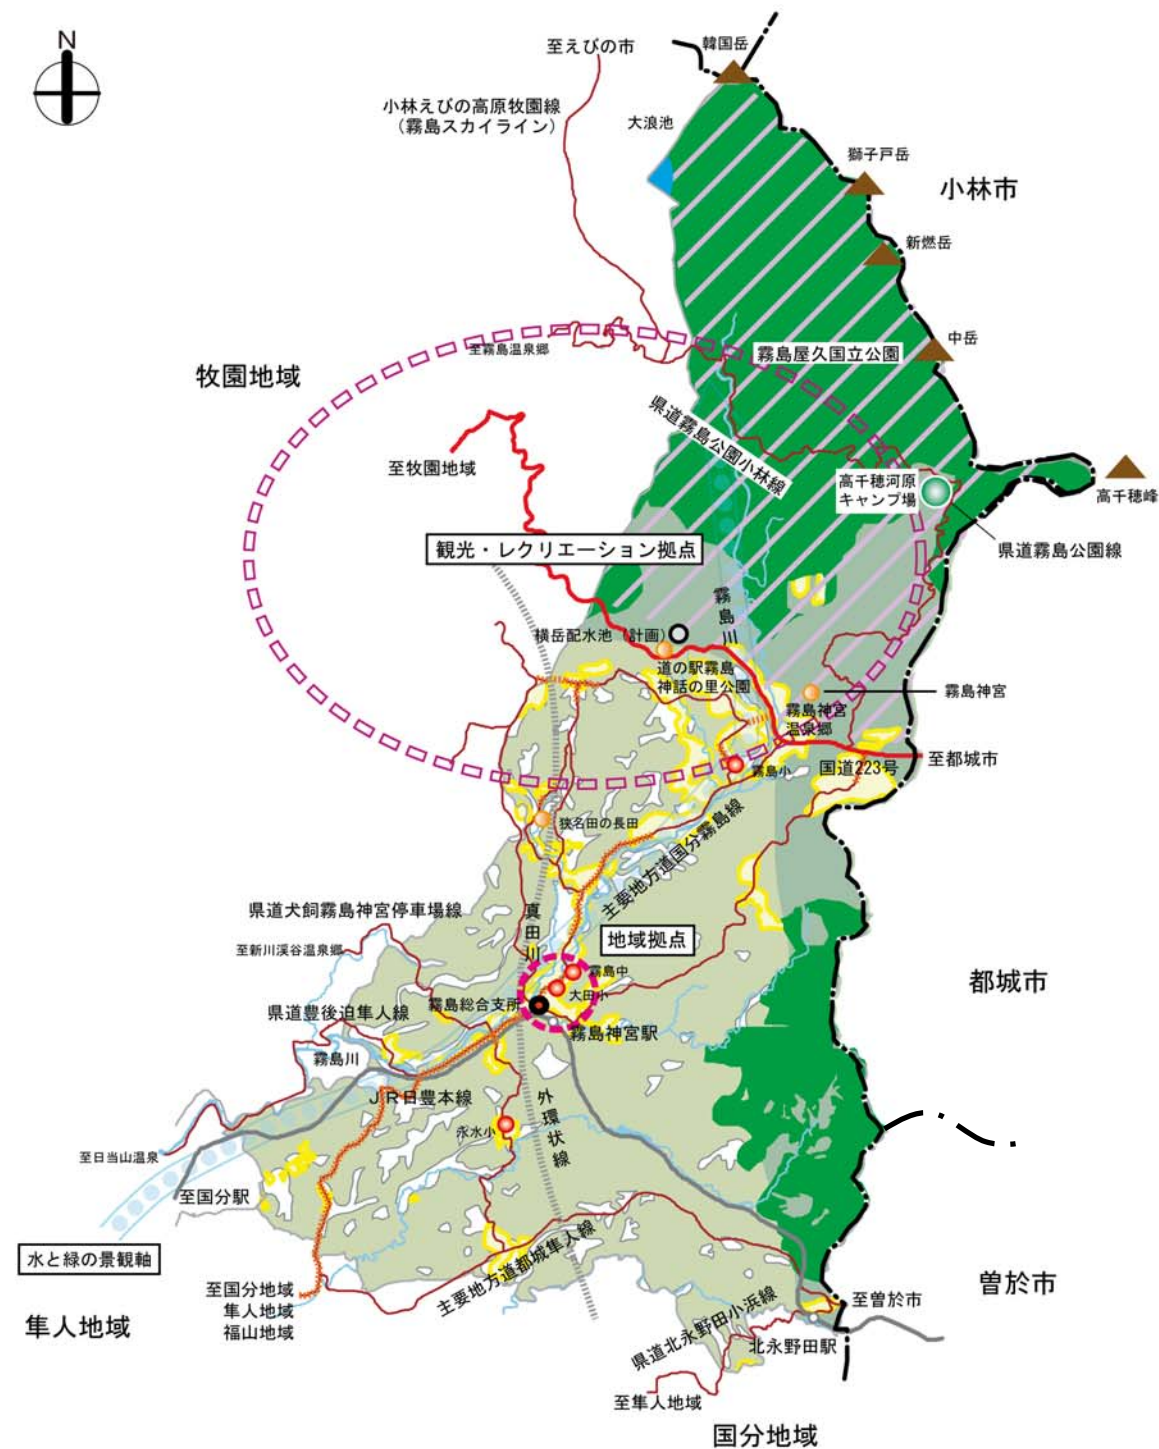 N
韓国岳
至えびの市
小林えびの高原牧園線
（霧島スカイライン）
大浪池
獅子戸岳
小林市
新燃岳
中岳
至霧島温泉郷
霧島屋久国立公園
牧園地域
県道霧島公園小林線
至牧園地域
高千穂河原
キャンプ場
高千穂峰
観光・レクリエーション拠点
県道霧島公園線
霧島川
横岳配水池（計画）
道の駅霧島
神話の里公園
霧島神宮
霧島神宮
温泉郷
霧島小
国道223号
至都城市
狭名田の長田
主要地方道国分霧島線
県道犬飼霧島神宮停車場線
真田川
地域拠点
至新川渓谷温泉郷
霧島中
大田小
都城市
霧島総合支所
県道豊後迫隼人線
霧島神宮駅
霧島川
ＪＲ日豊本線
外環状線
永水小
至日当山温泉
至国分駅
水と緑の景観軸
主要地方道都城隼人線
至国分地域
隼人地域
福山地域
曽於市
至曽於市
隼人地域
県道北永野田小浜線
北永野田駅
至隼人地域
国分地域